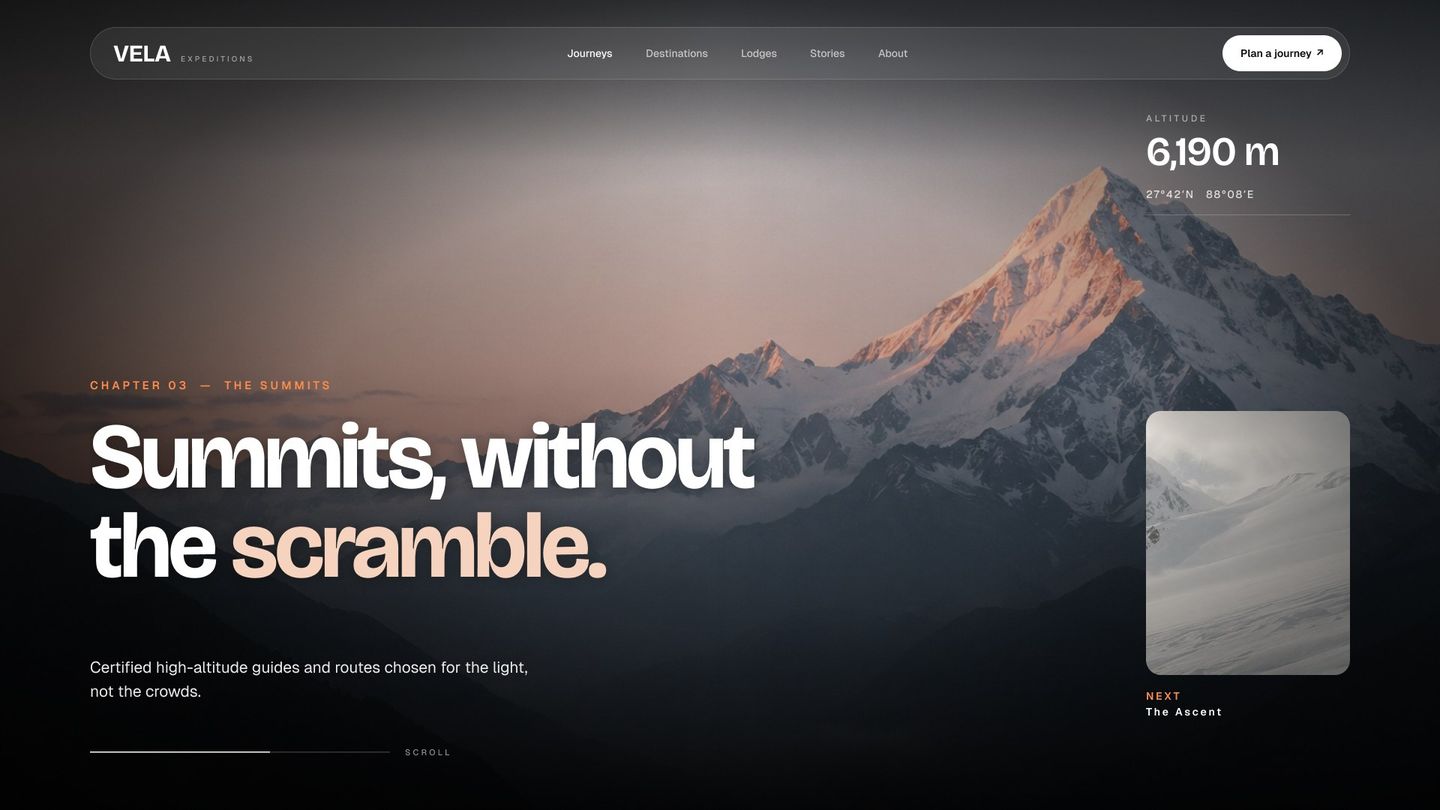 VELA EXPEDITIONS
Journeys
Destinations
Lodges
Stories
About
Plan a journey ↗
ALTITUDE
6,190 m
27°42′N 88°08′E
CHAPTER 03 — THE SUMMITS
Summits, without
the scramble.
Certified high-altitude guides and routes chosen for the light,
not the crowds.
SCROLL
NEXT
The Ascent